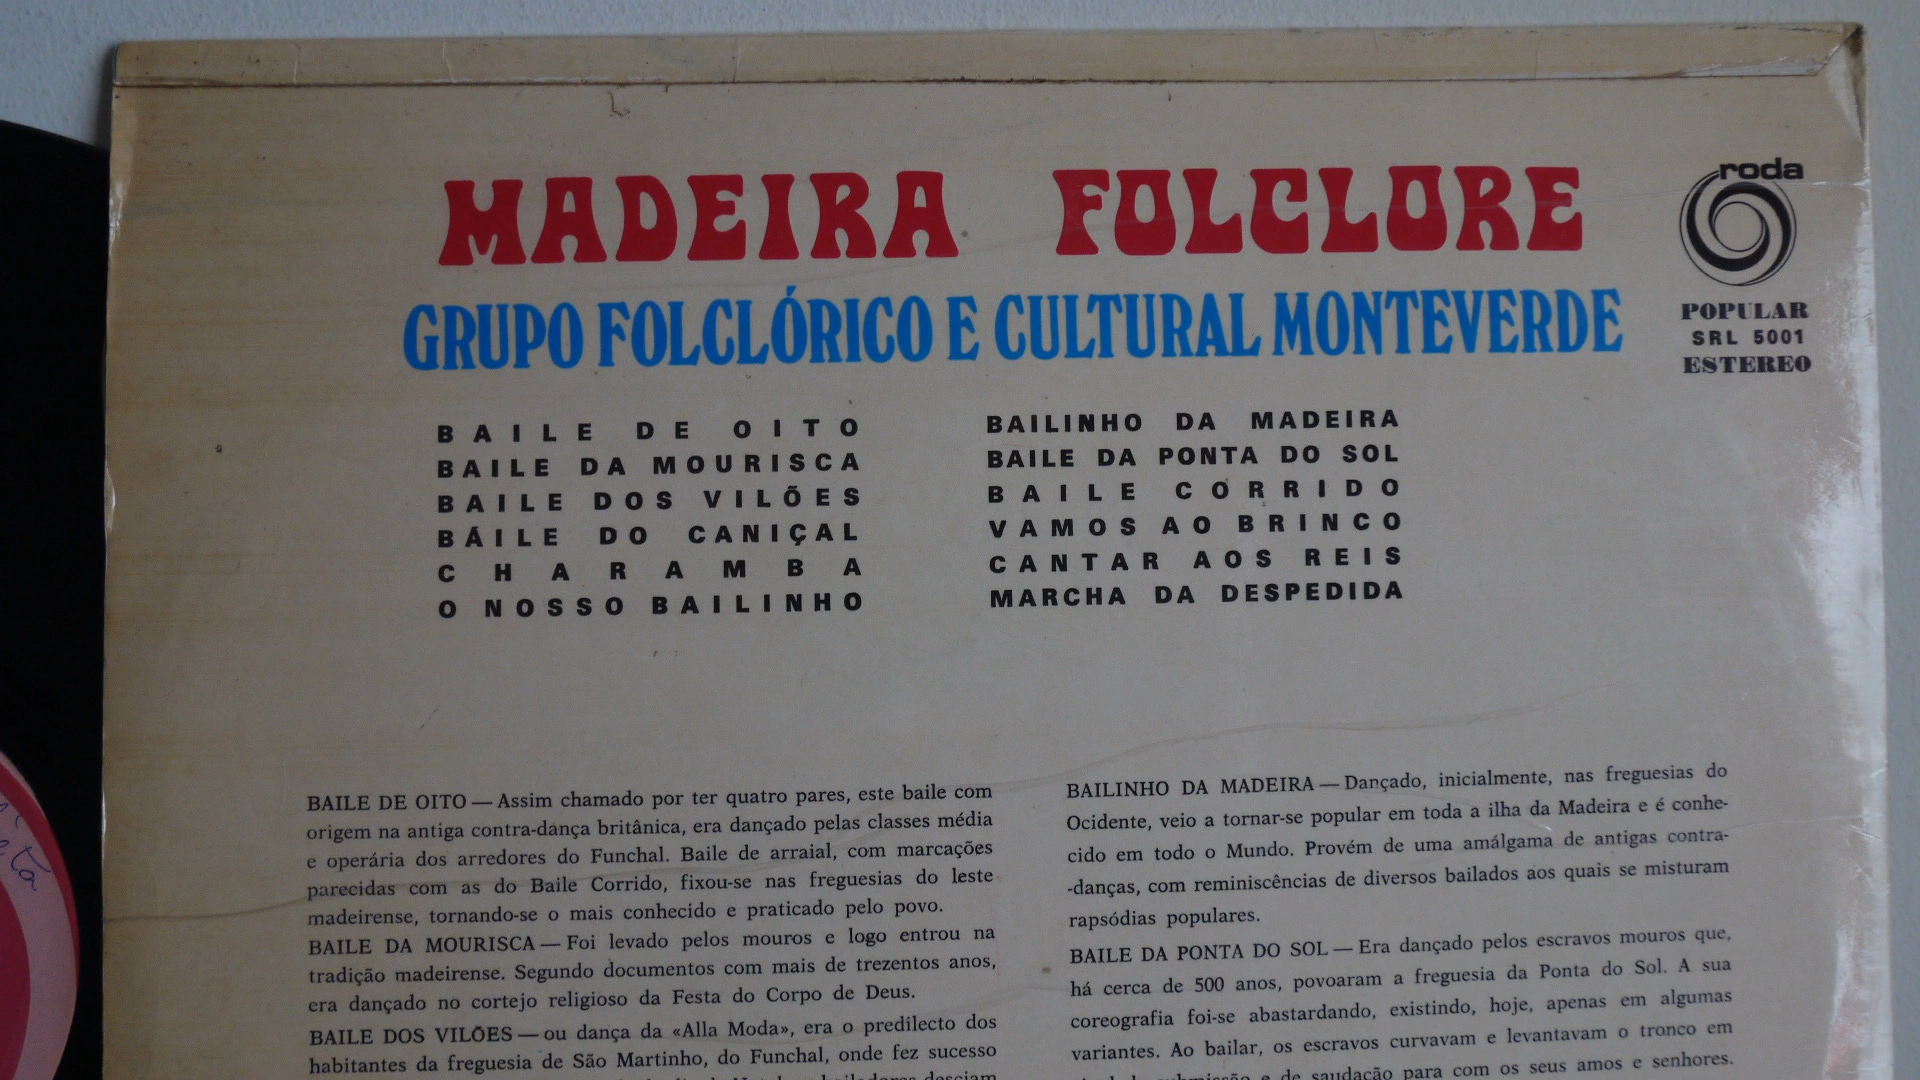 MADEIRA FOLCLORE
GRUPO FOLCLÓRICO E CULTURAL MONTEVERDE
roda
POPULAR
SRL 5001
ESTEREO
BAILE DE OITO
BAILE DA MOURISCA
BAILE DOS VILÕES
BÁILE DO CANIÇAL
CHARAMBA
O NOSSO BAILINHO
BAILINHO DA MADEIRA
BAILE DA PONTA DO SOL
BAILE CORRIDO
VAMOS AO BRINCO
CANTAR AOS REIS
MARCHA DA DESPEDIDA
BAILE DE OITO — Assim chamado por ter quatro pares, este baile com
origem na antiga contra-dança britânica, era dançado pelas classes média
e operária dos arredores do Funchal. Baile de arraial, com marcações
parecidas com as do Baile Corrido, fixou-se nas freguesias do leste
madeirense, tornando-se o mais conhecido e praticado pelo povo.
BAILE DA MOURISCA — Foi levado pelos mouros e logo entrou na
tradição madeirense. Segundo documentos com mais de trezentos anos,
era dançado no cortejo religioso da Festa do Corpo de Deus.
BAILE DOS VILÕES — ou dança da «Alla Moda», era o predilecto dos
habitantes da freguesia de São Martinho, do Funchal, onde fez sucesso
BAILINHO DA MADEIRA — Dançado, inicialmente, nas freguesias do
Ocidente, veio a tornar-se popular em toda a ilha da Madeira e é conhe-
cido em todo o Mundo. Provém de uma amálgama de antigas contra-
-danças, com reminiscências de diversos bailados aos quais se misturam
rapsódias populares.
BAILE DA PONTA DO SOL — Era dançado pelos escravos mouros que,
há cerca de 500 anos, povoaram a freguesia da Ponta do Sol. A sua
coreografia foi-se abastardando, existindo, hoje, apenas em algumas
variantes. Ao bailar, os escravos curvavam e levantavam o tronco em
submissão e de saudação para com os seus amos e senhores.